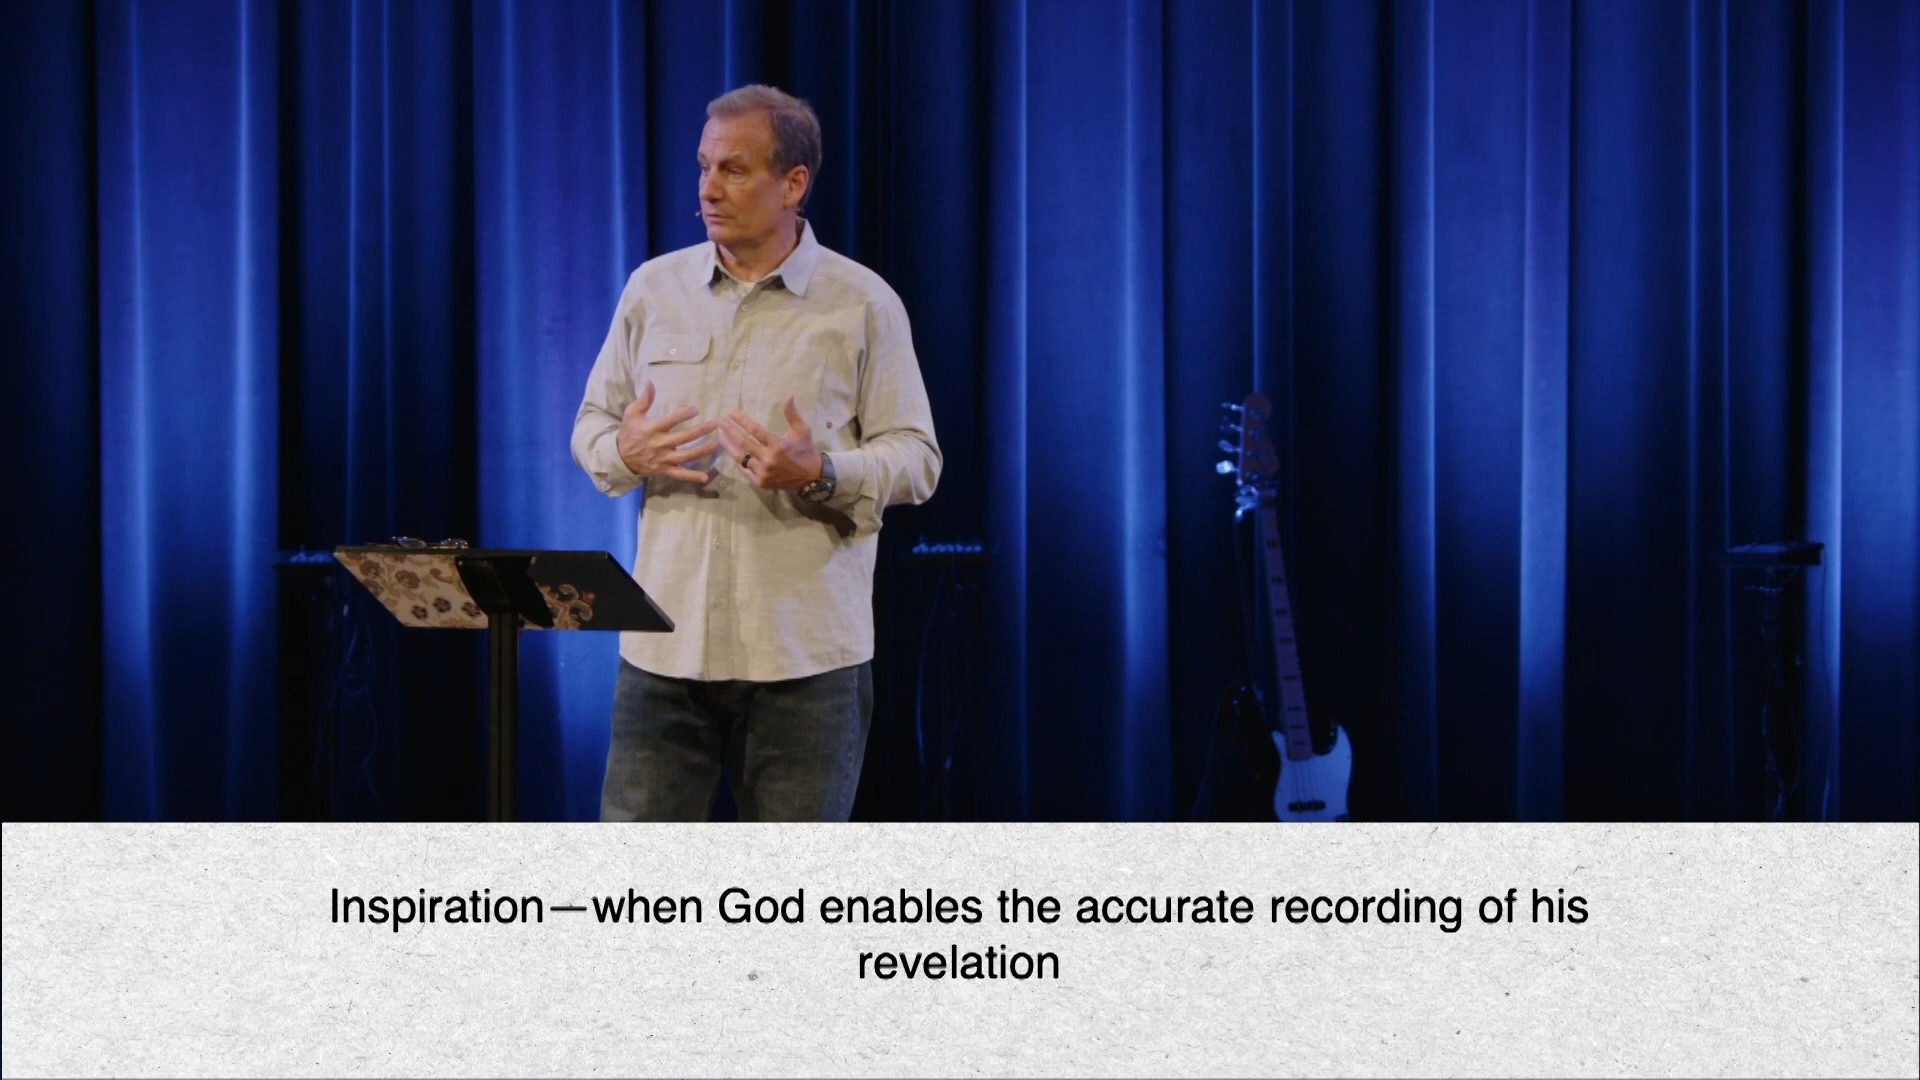 Inspiration—when God enables the accurate recording of his
revelation